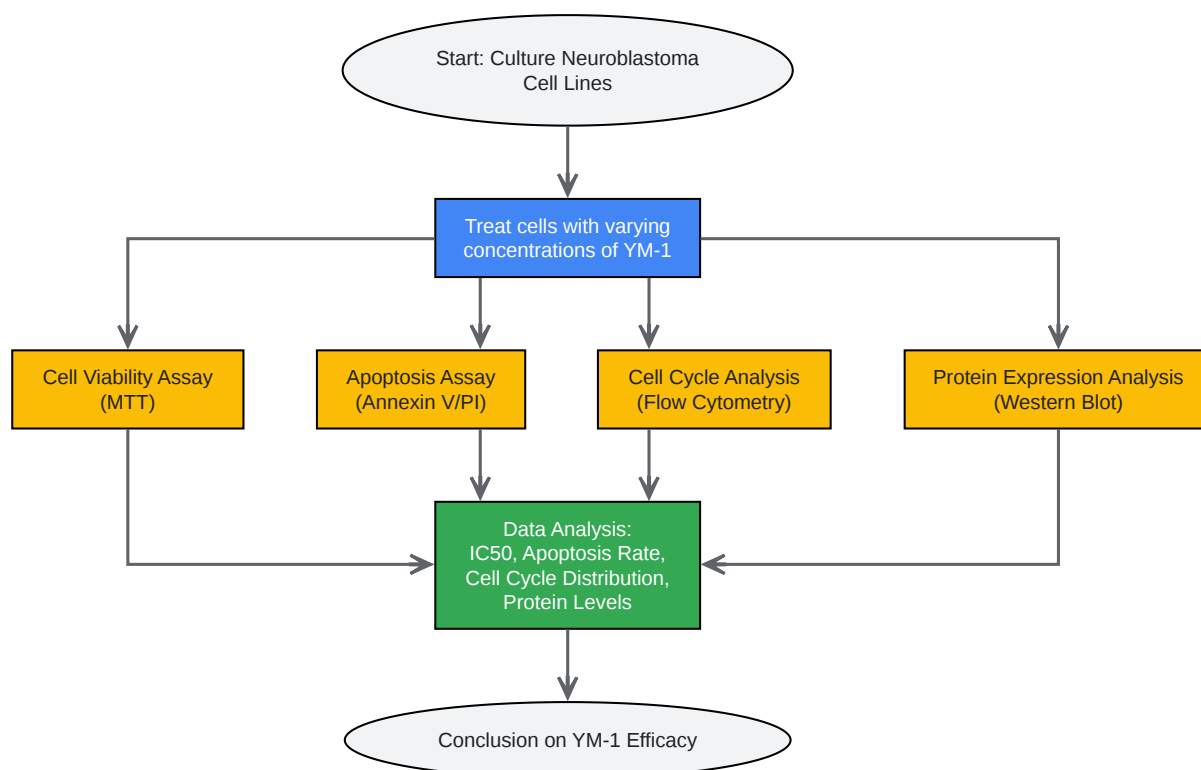 Start: Culture Neuroblastoma
Cell Lines
Treat cells with varying
concentrations of YM-1
Cell Viability Assay
(MTT)
Apoptosis Assay
(Annexin V/PI)
Cell Cycle Analysis
(Flow Cytometry)
Protein Expression Analysis
(Western Blot)
Data Analysis:
IC50, Apoptosis Rate,
Cell Cycle Distribution,
Protein Levels
Conclusion on YM-1 Efficacy